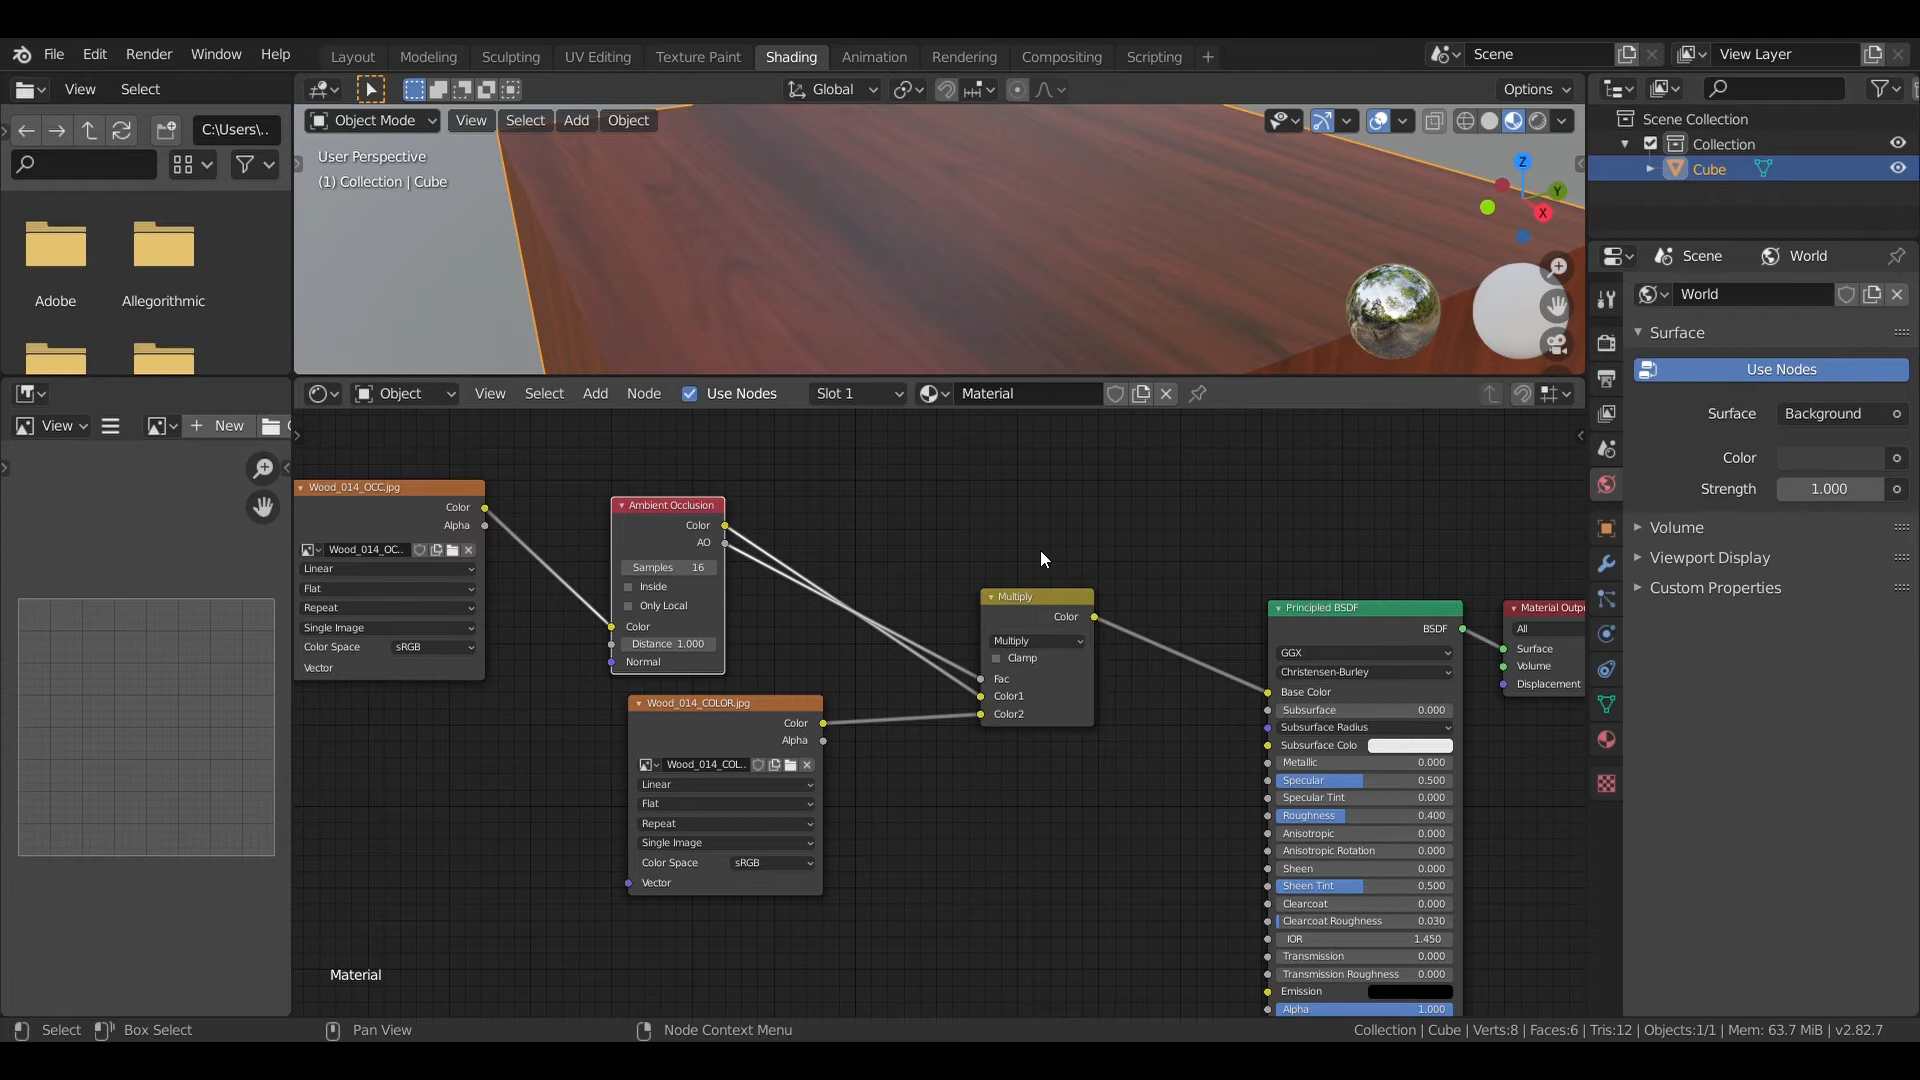 File Edit Render Window Help
Layout Modeling Sculpting UV Editing Texture Paint Shading Animation Rendering Compositing Scripting
Scene
View Layer
View Select
Global
Options
C:\Users\..
Object Mode View Select Add Object
User Perspective
(1) Collection | Cube
Z
Y
X
Scene Collection
Collection
Cube
Adobe
Allegorithmic
Scene World
World
Surface
Use Nodes
Surface Background
Color
Strength 1.000
Volume
Viewport Display
Custom Properties
View
New
Object View Select Add Node Use Nodes Slot 1 Material
Wood_014_OCC.jpg
Color
Alpha
Wood_014_OC..
Linear
Flat
Repeat
Single Image
Color Space sRGB
Vector
Ambient Occlusion
Color
AO
Samples 16
Inside
Only Local
Color
Distance 1.000
Normal
Wood_014_COLOR.jpg
Color
Alpha
Wood_014_COL..
Linear
Flat
Repeat
Single Image
Color Space sRGB
Vector
Multiply
Color
Multiply
Clamp
Fac
Color1
Color2
Principled BSDF
BSDF
GGX
Christensen-Burley
Base Color
Subsurface 0.000
Subsurface Radius
Subsurface Colo
Metallic 0.000
Specular 0.500
Specular Tint 0.000
Roughness 0.400
Anisotropic 0.000
Anisotropic Rotation 0.000
Sheen 0.000
Sheen Tint 0.500
Clearcoat 0.000
Clearcoat Roughness 0.030
IOR 1.450
Transmission 0.000
Transmission Roughness 0.000
Emission
Alpha 1.000
Material Outp
All
Surface
Volume
Displacement
Material
Select Box Select Pan View Node Context Menu
Collection | Cube | Verts:8 | Faces:6 | Tris:12 | Objects:1/1 | Mem: 63.7 MiB | v2.82.7